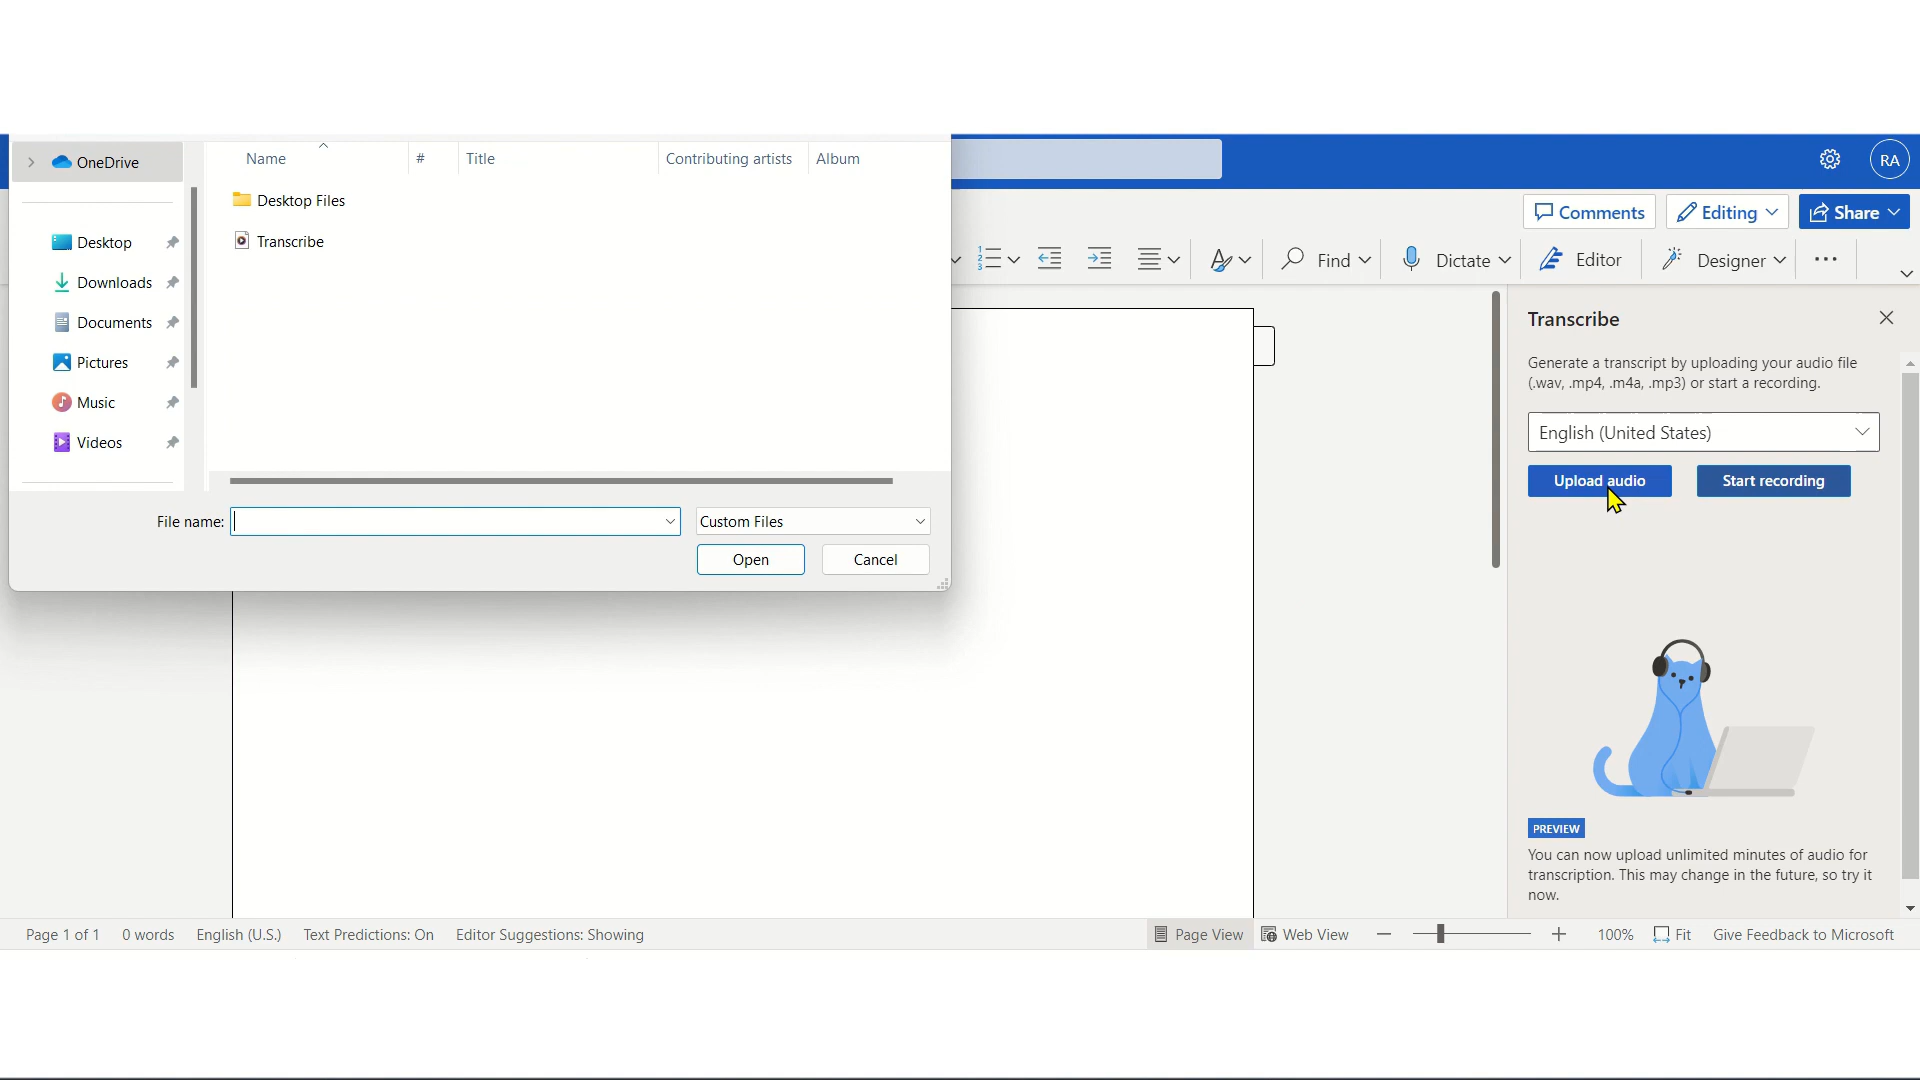 OneDrive
Desktop
Downloads
Documents
Pictures
Music
Videos
Name # Title Contributing artists Album
Desktop Files
Transcribe
File name:
Custom Files
Open Cancel
RA
Comments Editing Share
Find Dictate Editor Designer
Transcribe
Generate a transcript by uploading your audio file
(.wav, .mp4, .m4a, .mp3) or start a recording.
English (United States)
Upload audio Start recording
PREVIEW
You can now upload unlimited minutes of audio for
transcription. This may change in the future, so try it
now.
Page 1 of 1 0 words English (U.S.) Text Predictions: On Editor Suggestions: Showing Page View Web View 100% Fit Give Feedback to Microsoft